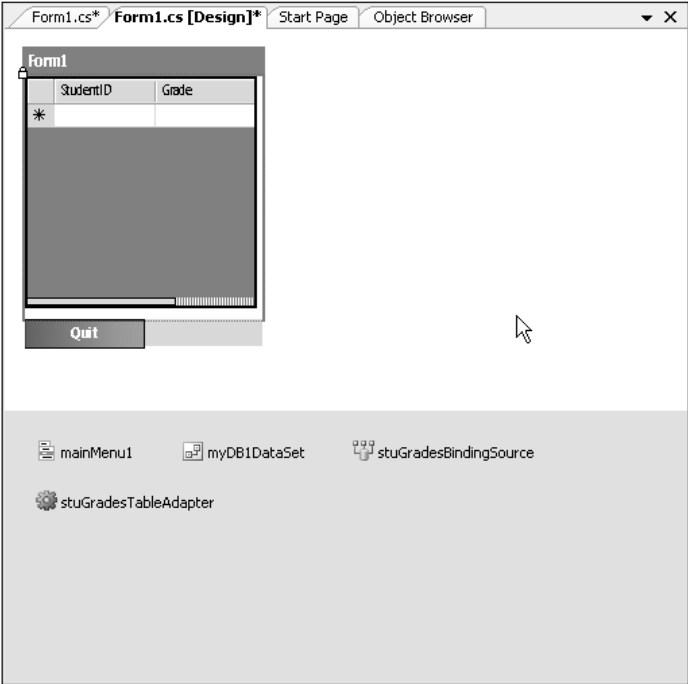 Form1.cs* Form1.cs [Design]* Start Page Object Browser
Form1
StudentID Grade
Quit
mainMenu1 myDB1DataSet stuGradesBindingSource
stuGradesTableAdapter